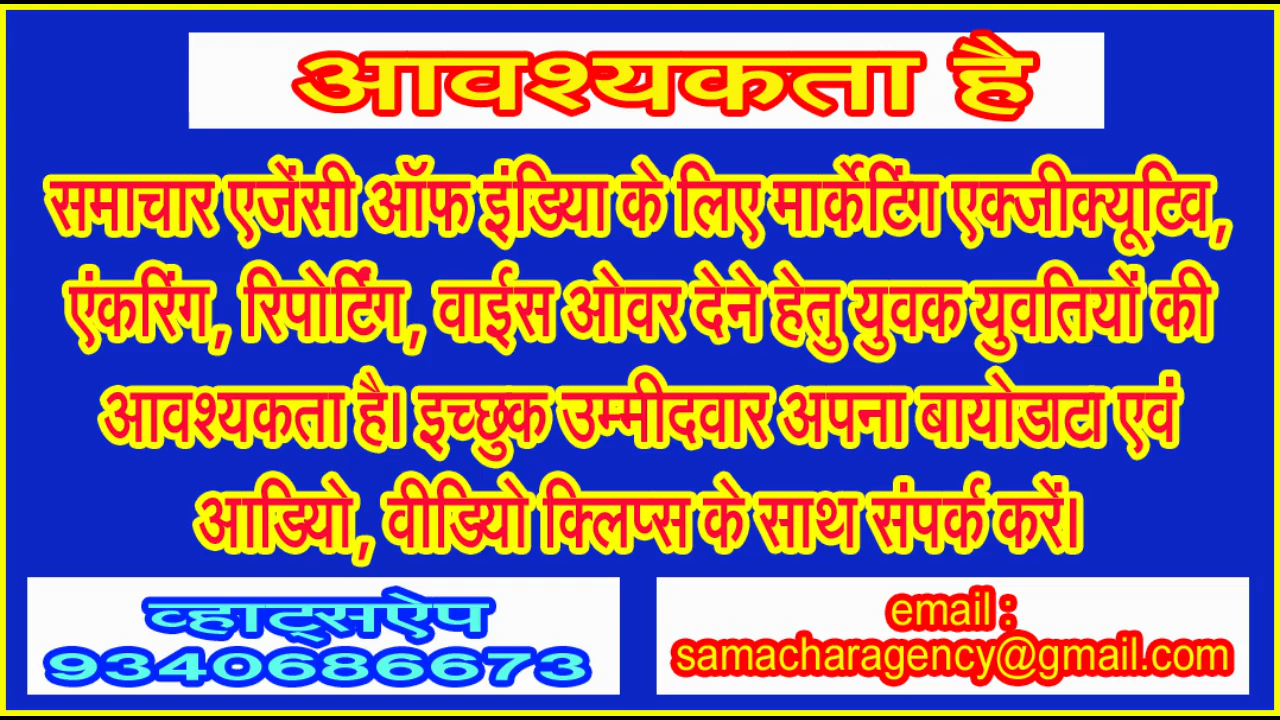 आवश्यकता है
समाचार एजेंसी ऑफ इंडिया के लिए मार्केटिंग एक्जीक्यूटिव,
एंकरिंग, रिपोर्टिंग, वाईस ओवर देने हेतु युवक युवतियों की
आवश्यकता है। इच्छुक उम्मीदवार अपना बायोडाटा एवं
आडियो, वीडियो क्लिप्स के साथ संपर्क करें।
व्हाट्सऐप
9340686673
email :
samacharagency@gmail.com